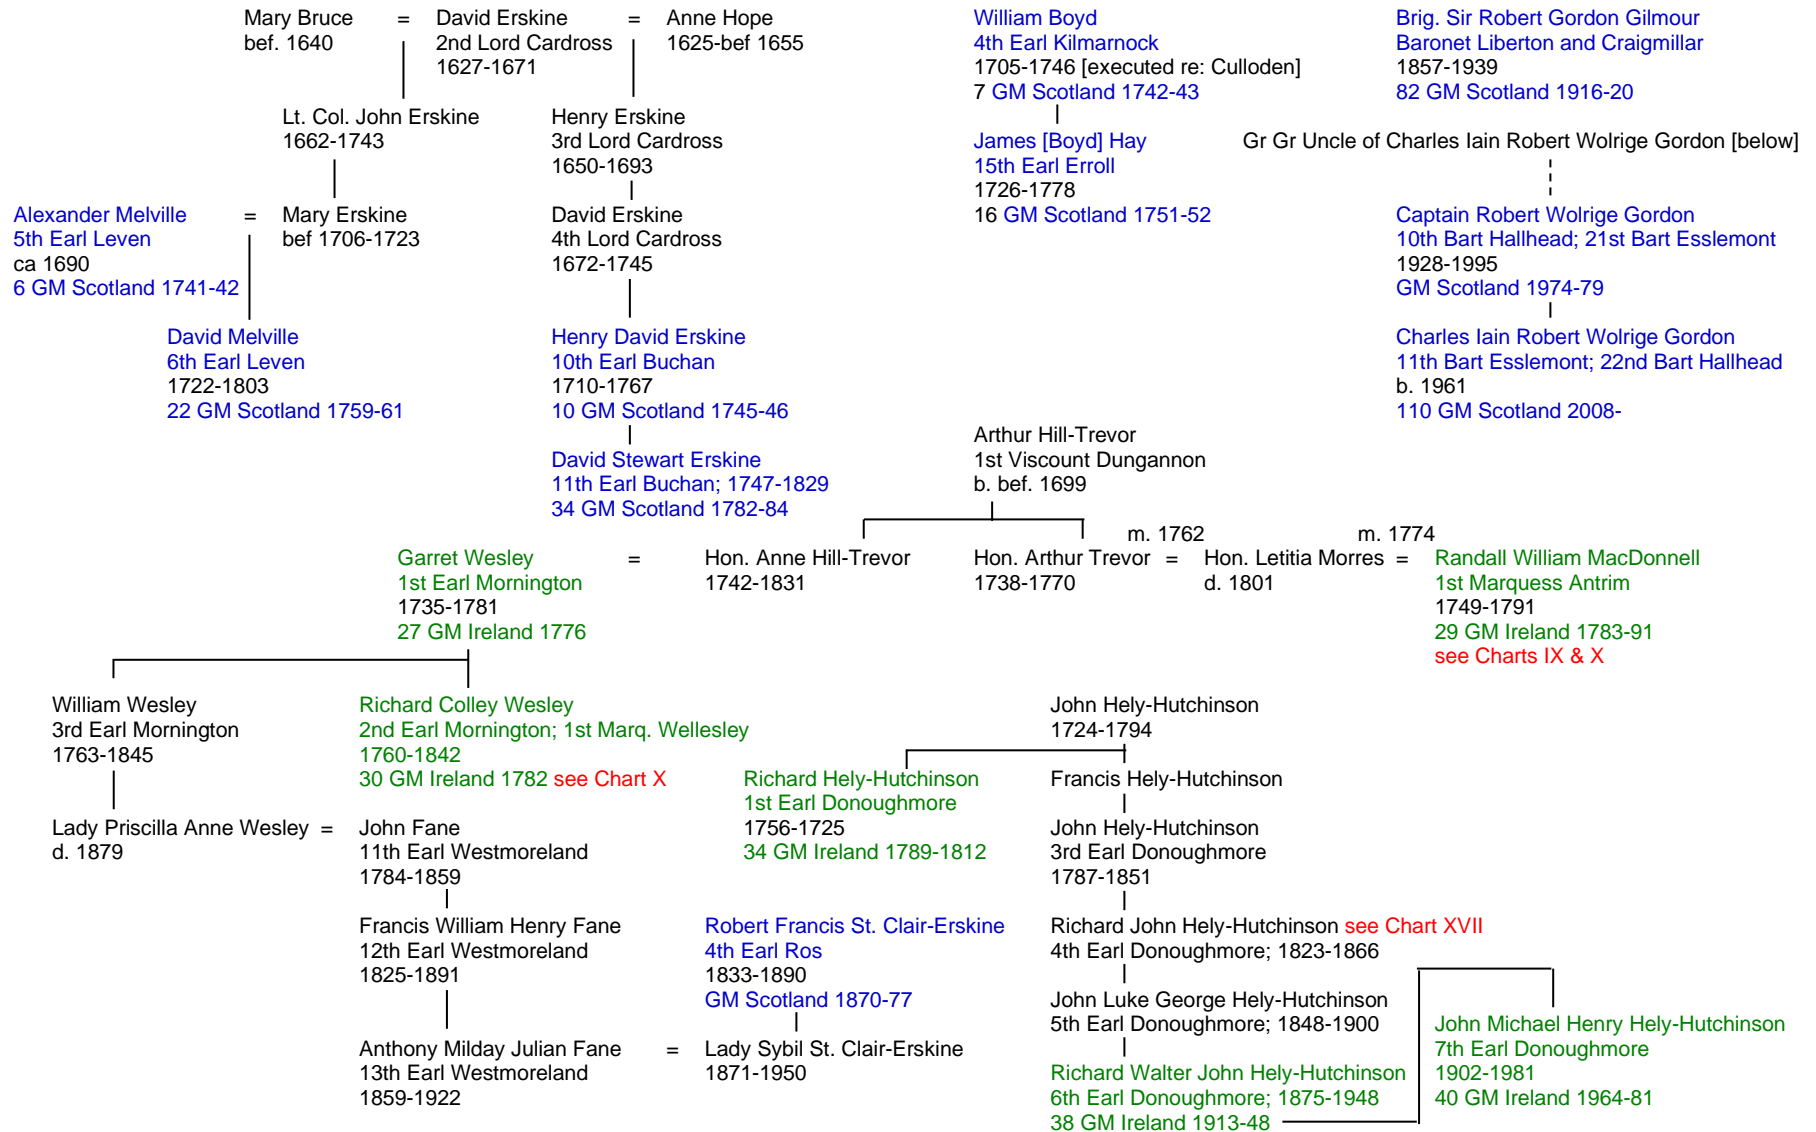 Mary Bruce = David Erskine = Anne Hope
bef. 1640 2nd Lord Cardross 1625-bef 1655
1627-1671
William Boyd
4th Earl Kilmarnock
1705-1746 [executed re: Culloden]
7 GM Scotland 1742-43
Brig. Sir Robert Gordon Gilmour
Baronet Liberton and Craigmillar
1857-1939
82 GM Scotland 1916-20
Lt. Col. John Erskine
1662-1743
Henry Erskine
3rd Lord Cardross
1650-1693
James [Boyd] Hay
15th Earl Erroll
1726-1778
16 GM Scotland 1751-52
Gr Gr Uncle of Charles Iain Robert Wolrige Gordon [below]
Alexander Melville =
5th Earl Leven
ca 1690
6 GM Scotland 1741-42
Mary Erskine
bef 1706-1723
David Erskine
4th Lord Cardross
1672-1745
Captain Robert Wolrige Gordon
10th Bart Hallhead; 21st Bart Esslemont
1928-1995
GM Scotland 1974-79
David Melville
6th Earl Leven
1722-1803
22 GM Scotland 1759-61
Henry David Erskine
10th Earl Buchan
1710-1767
10 GM Scotland 1745-46
Charles Iain Robert Wolrige Gordon
11th Bart Esslemont; 22nd Bart Hallhead
b. 1961
110 GM Scotland 2008-
David Stewart Erskine
11th Earl Buchan; 1747-1829
34 GM Scotland 1782-84
Arthur Hill-Trevor
1st Viscount Dungannon
b. bef. 1699
m. 1762 m. 1774
Garret Wesley =
1st Earl Mornington
1735-1781
27 GM Ireland 1776
Hon. Anne Hill-Trevor
1742-1831
Hon. Arthur Trevor =
1738-1770
Hon. Letitia Morres =
d. 1801
Randall William MacDonnell
1st Marquess Antrim
1749-1791
29 GM Ireland 1783-91
see Charts IX & X
William Wesley
3rd Earl Mornington
1763-1845
Richard Colley Wesley
2nd Earl Mornington; 1st Marq. Wellesley
1760-1842
30 GM Ireland 1782 see Chart X
John Hely-Hutchinson
1724-1794
Richard Hely-Hutchinson
1st Earl Donoughmore
1756-1725
34 GM Ireland 1789-1812
Francis Hely-Hutchinson
Lady Priscilla Anne Wesley =
d. 1879
John Fane
11th Earl Westmoreland
1784-1859
John Hely-Hutchinson
3rd Earl Donoughmore
1787-1851
Francis William Henry Fane
12th Earl Westmoreland
1825-1891
Robert Francis St. Clair-Erskine
4th Earl Ros
1833-1890
GM Scotland 1870-77
Richard John Hely-Hutchinson see Chart XVII
4th Earl Donoughmore; 1823-1866
John Luke George Hely-Hutchinson
5th Earl Donoughmore; 1848-1900
John Michael Henry Hely-Hutchinson
7th Earl Donoughmore
1902-1981
40 GM Ireland 1964-81
Anthony Milday Julian Fane =
13th Earl Westmoreland
1859-1922
Lady Sybil St. Clair-Erskine
1871-1950
Richard Walter John Hely-Hutchinson
6th Earl Donoughmore; 1875-1948
38 GM Ireland 1913-48